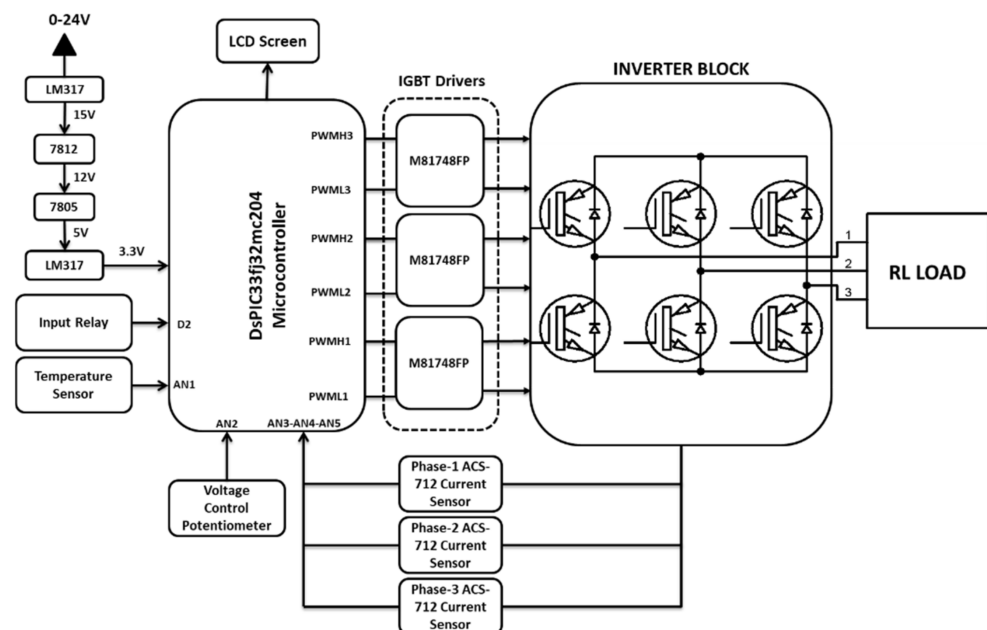 0-24V
LM317
15V
7812
12V
7805
5V
LM317
3.3V
Input Relay
Temperature
Sensor
LCD Screen
DsPIC33fj32mc204
Microcontroller
D2
AN1
AN2
AN3-AN4-AN5
PWMH3
PWML3
PWMH2
PWML2
PWMH1
PWML1
Voltage
Control
Potentiometer
IGBT Drivers
M81748FP
M81748FP
M81748FP
INVERTER BLOCK
1
2
3
RL LOAD
Phase-1 ACS-
712 Current
Sensor
Phase-2 ACS-
712 Current
Sensor
Phase-3 ACS-
712 Current
Sensor